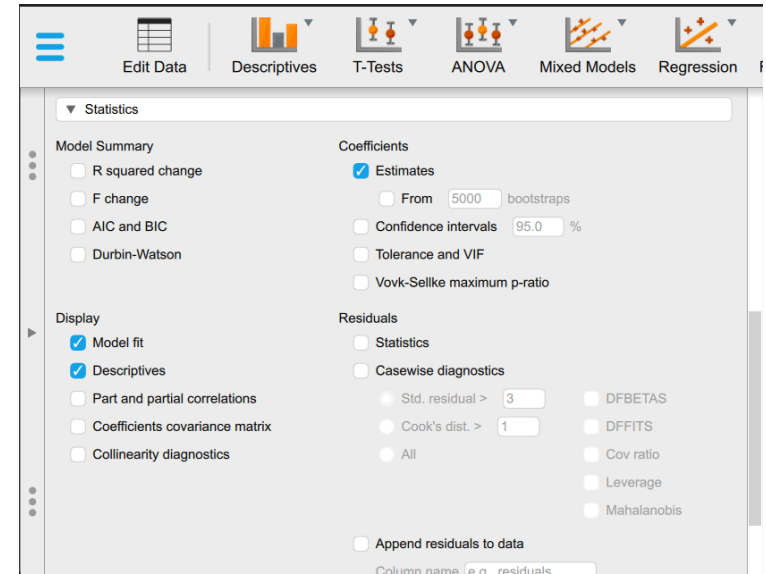 Edit Data
Descriptives
T-Tests
ANOVA
Mixed Models
Regression
Statistics
Model Summary
R squared change
F change
AIC and BIC
Durbin-Watson
Coefficients
Estimates
From 5000 bootstraps
Confidence intervals 95.0 %
Tolerance and VIF
Vovk-Sellke maximum p-ratio
Display
Model fit
Descriptives
Part and partial correlations
Coefficients covariance matrix
Collinearity diagnostics
Residuals
Statistics
Casewise diagnostics
Std. residual > 3
Cook's dist. > 1
All
DFBETAS
DFFITS
Cov ratio
Leverage
Mahalanobis
Append residuals to data
Column name e.g., residuals